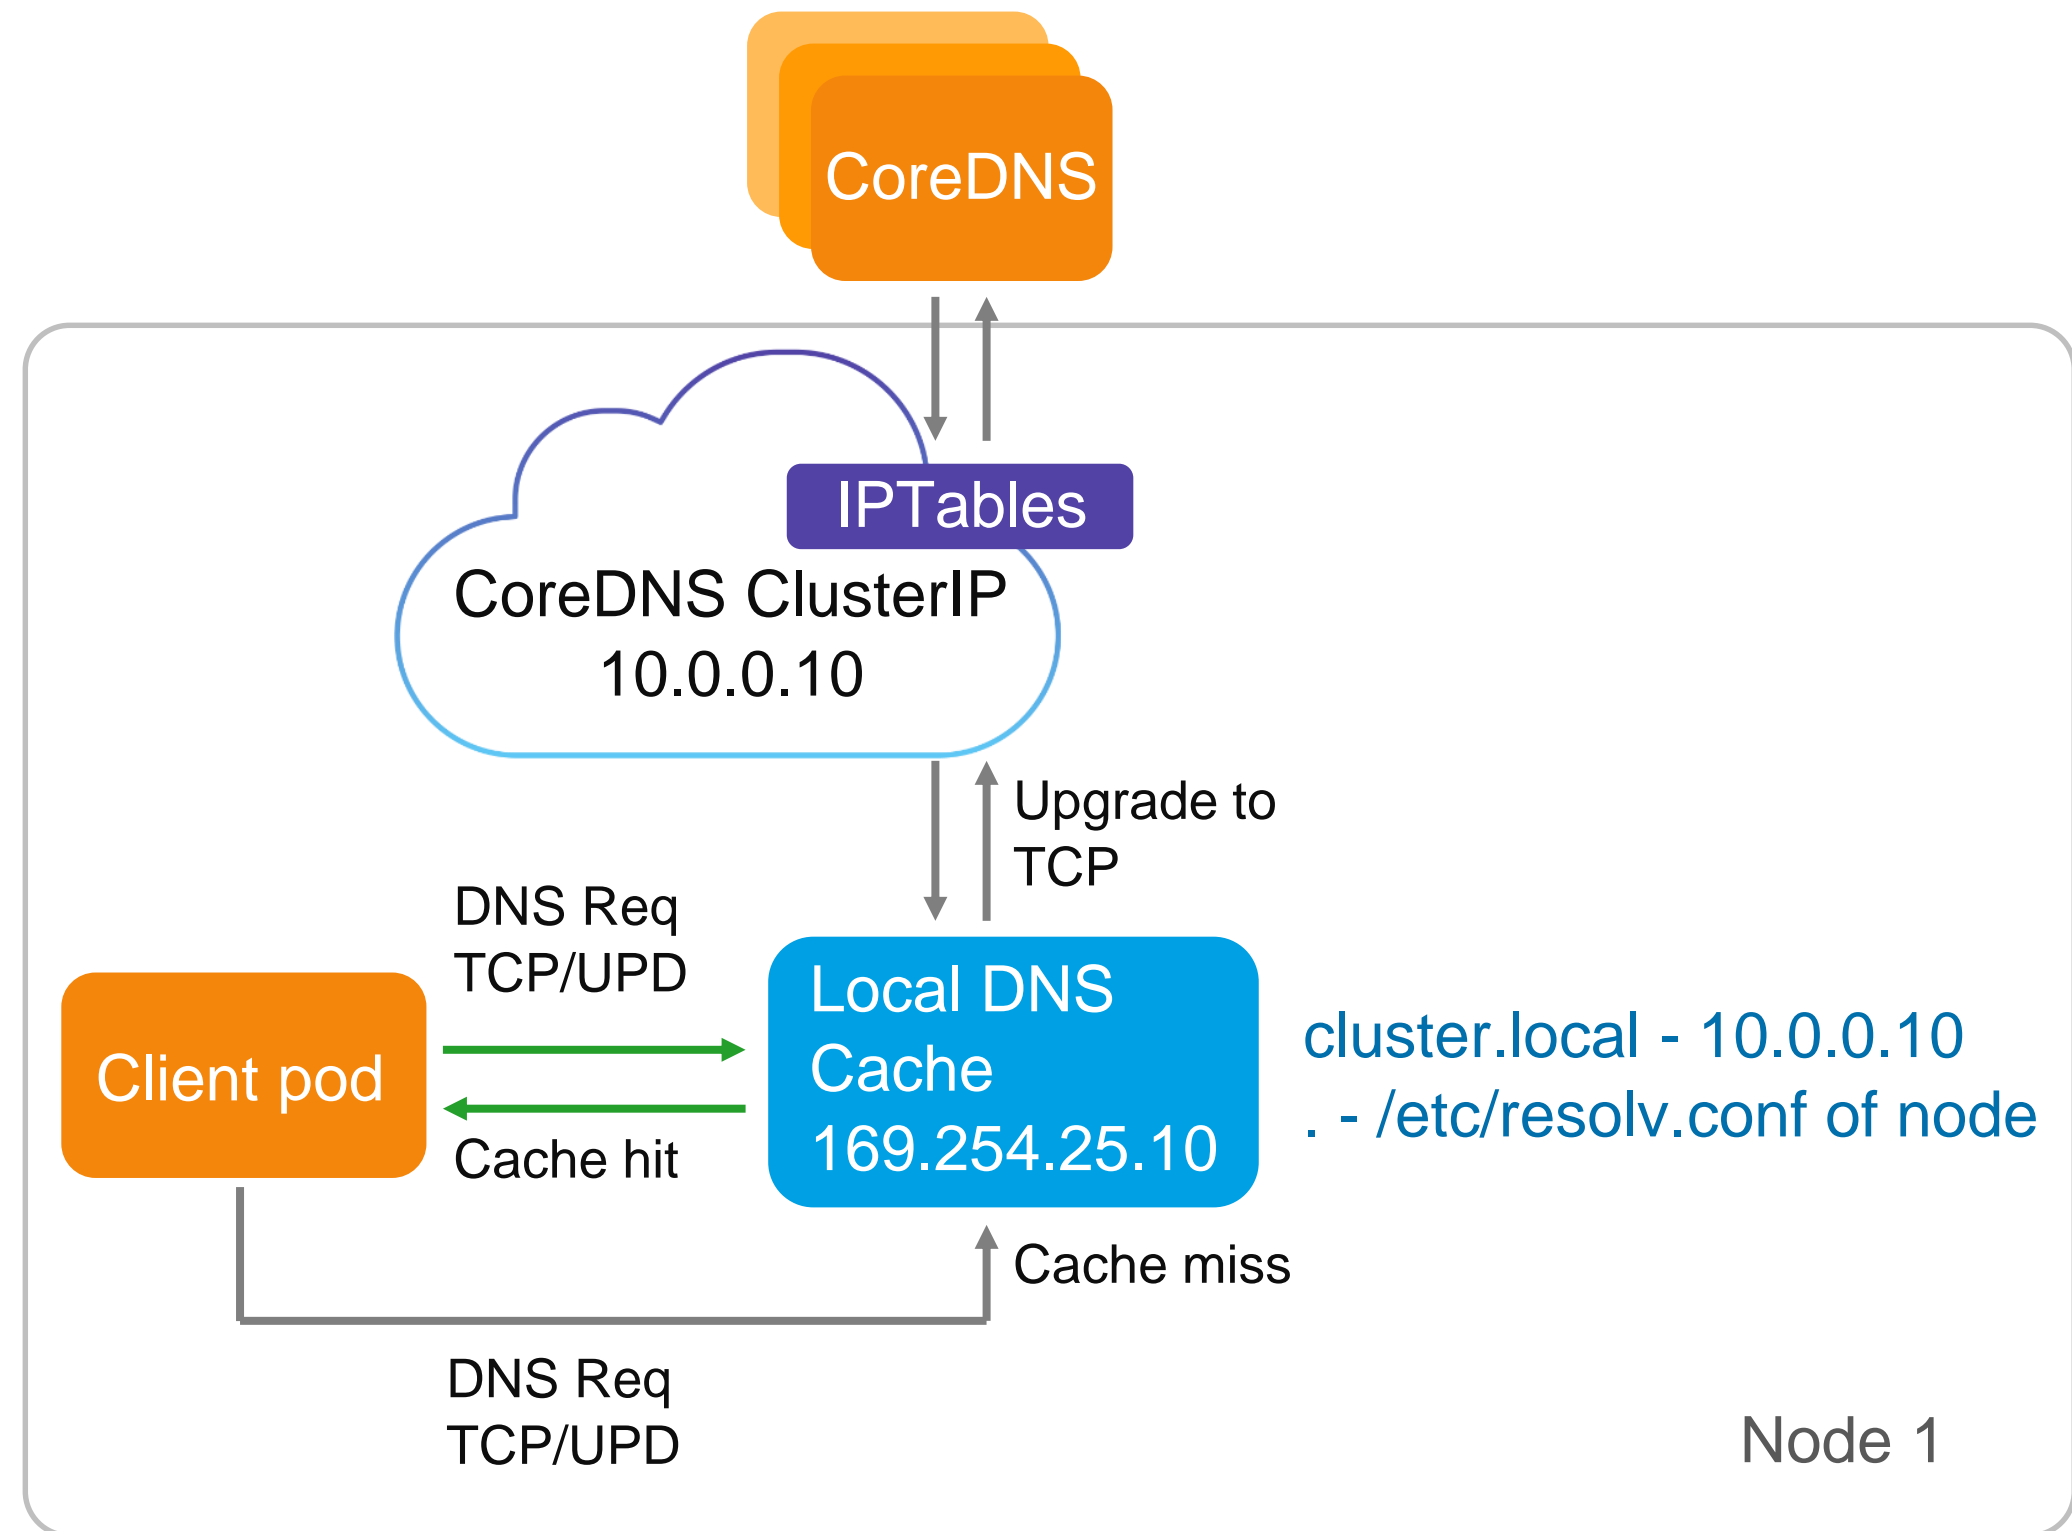 CoreDNS
IPTables
CoreDNS ClusterIP
10.0.0.10
Upgrade to
TCP
DNS Req
TCP/UPD
Client pod
Cache hit
Local DNS
Cache
169.254.25.10
cluster.local - 10.0.0.10
. - /etc/resolv.conf of node
Cache miss
DNS Req
TCP/UPD
Node 1